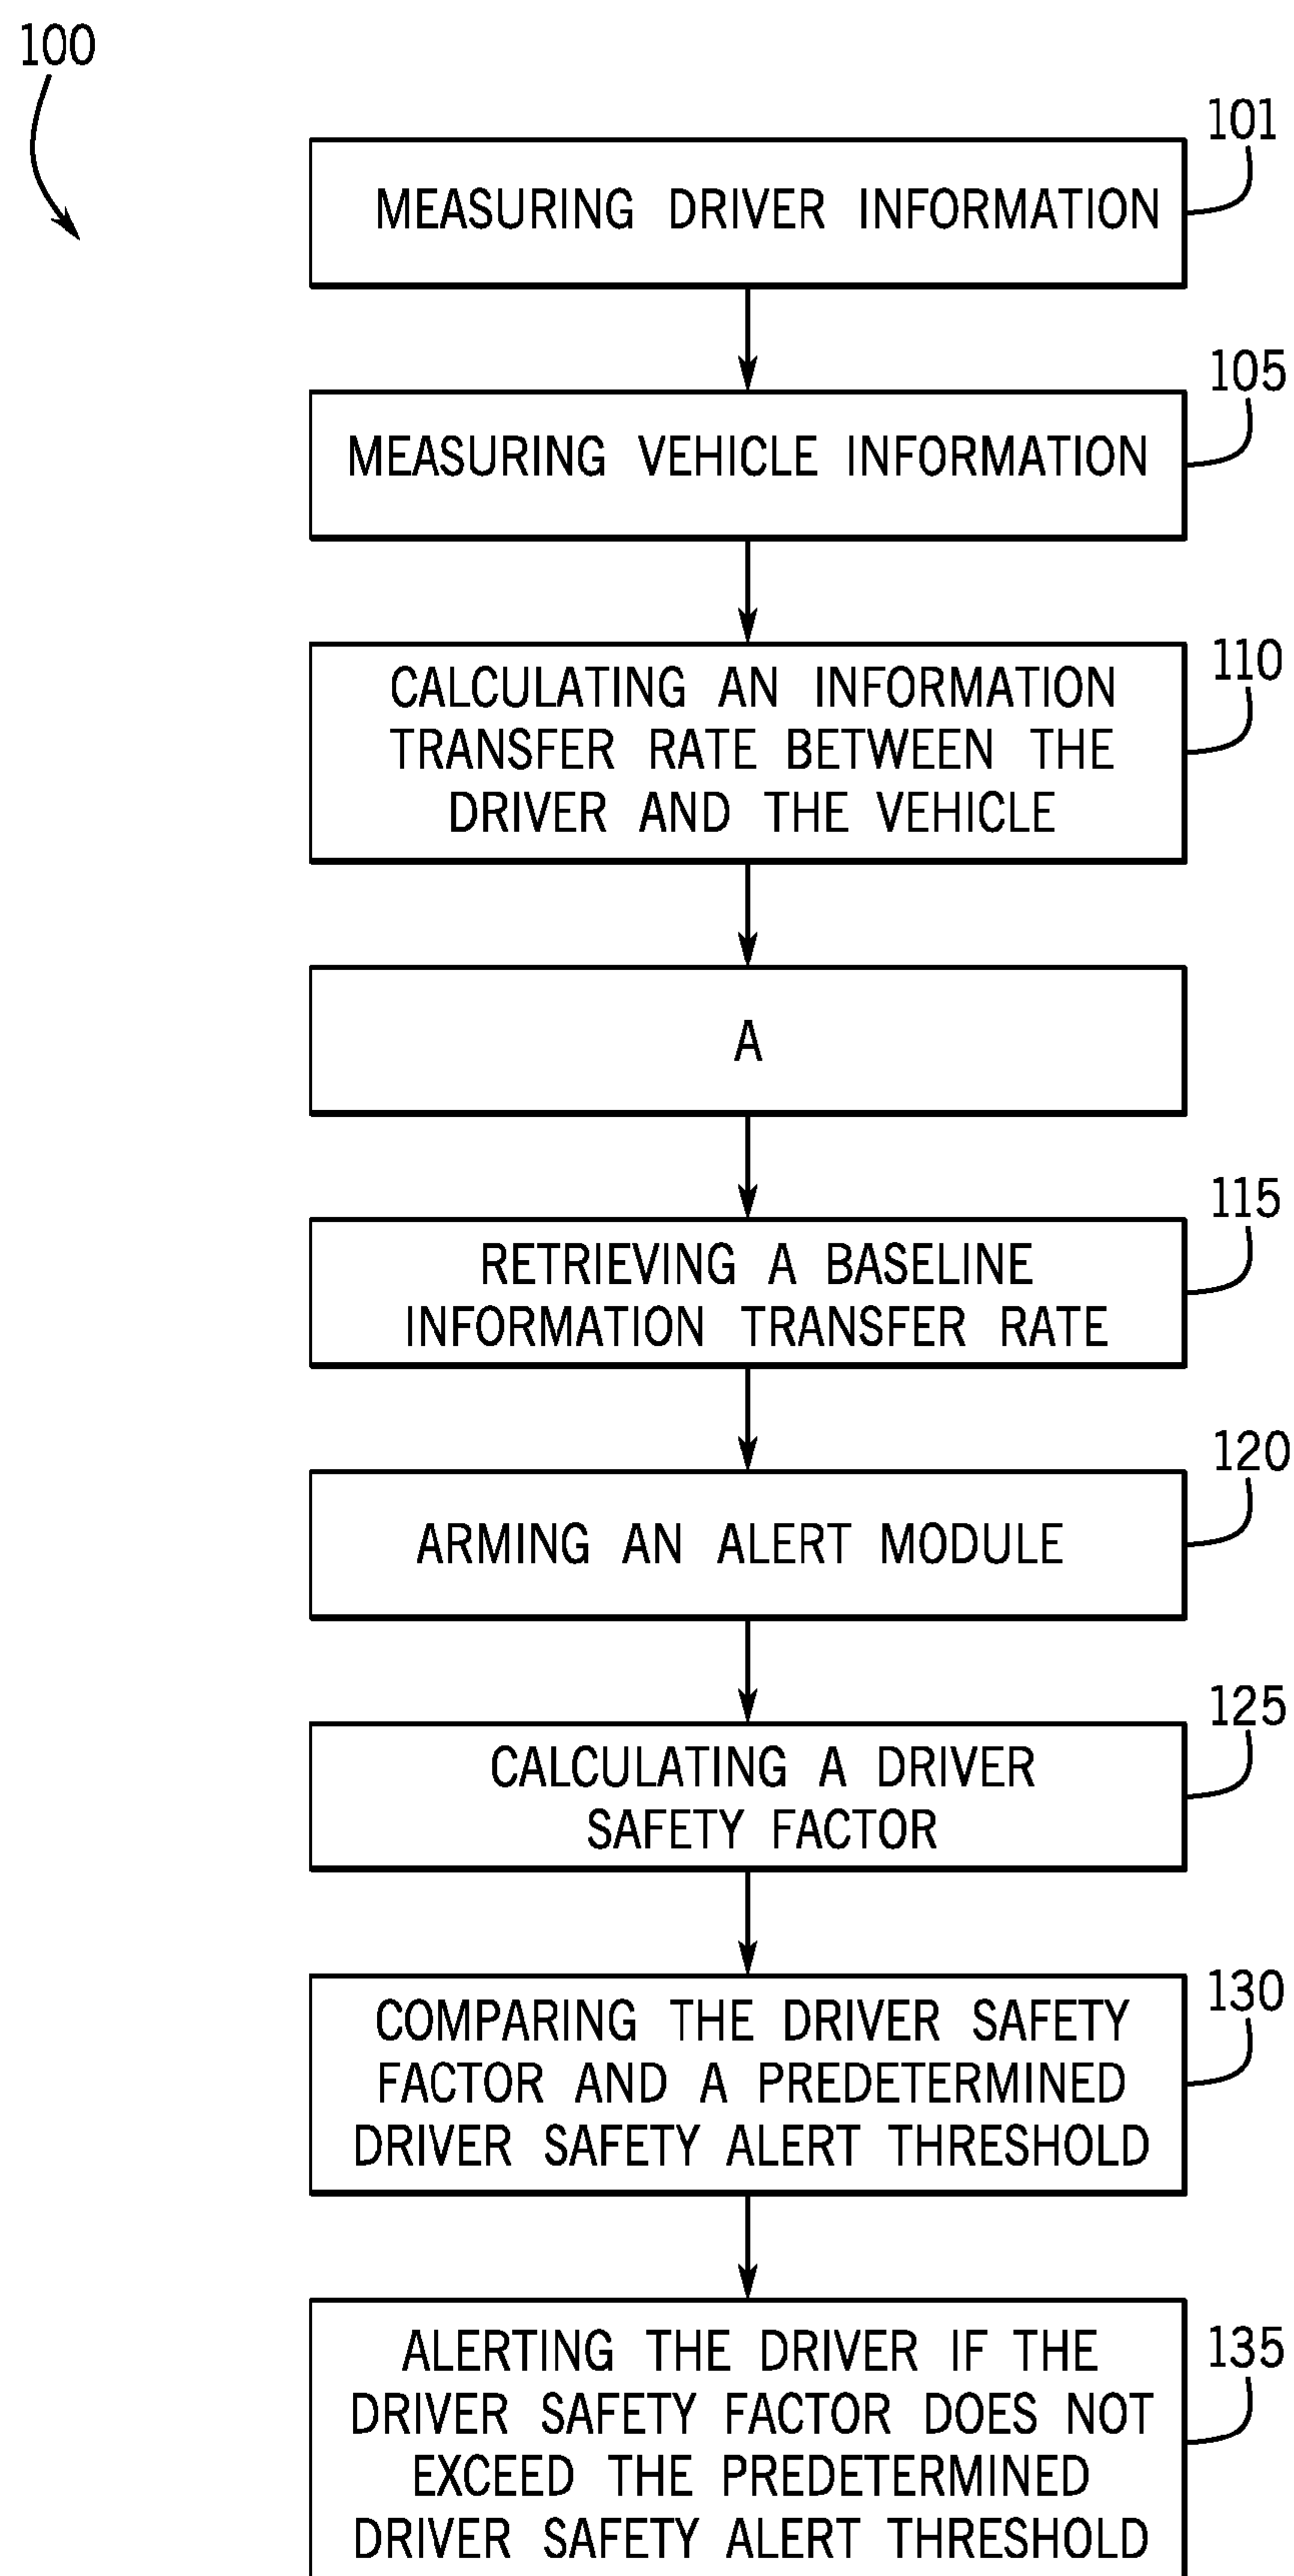 100
101
MEASURING DRIVER INFORMATION
105
MEASURING VEHICLE INFORMATION
110
CALCULATING AN INFORMATION
TRANSFER RATE BETWEEN THE
DRIVER AND THE VEHICLE
A
115
RETRIEVING A BASELINE
INFORMATION TRANSFER RATE
120
ARMING AN ALERT MODULE
125
CALCULATING A DRIVER
SAFETY FACTOR
130
COMPARING THE DRIVER SAFETY
FACTOR AND A PREDETERMINED
DRIVER SAFETY ALERT THRESHOLD
135
ALERTING THE DRIVER IF THE
DRIVER SAFETY FACTOR DOES NOT
EXCEED THE PREDETERMINED
DRIVER SAFETY ALERT THRESHOLD